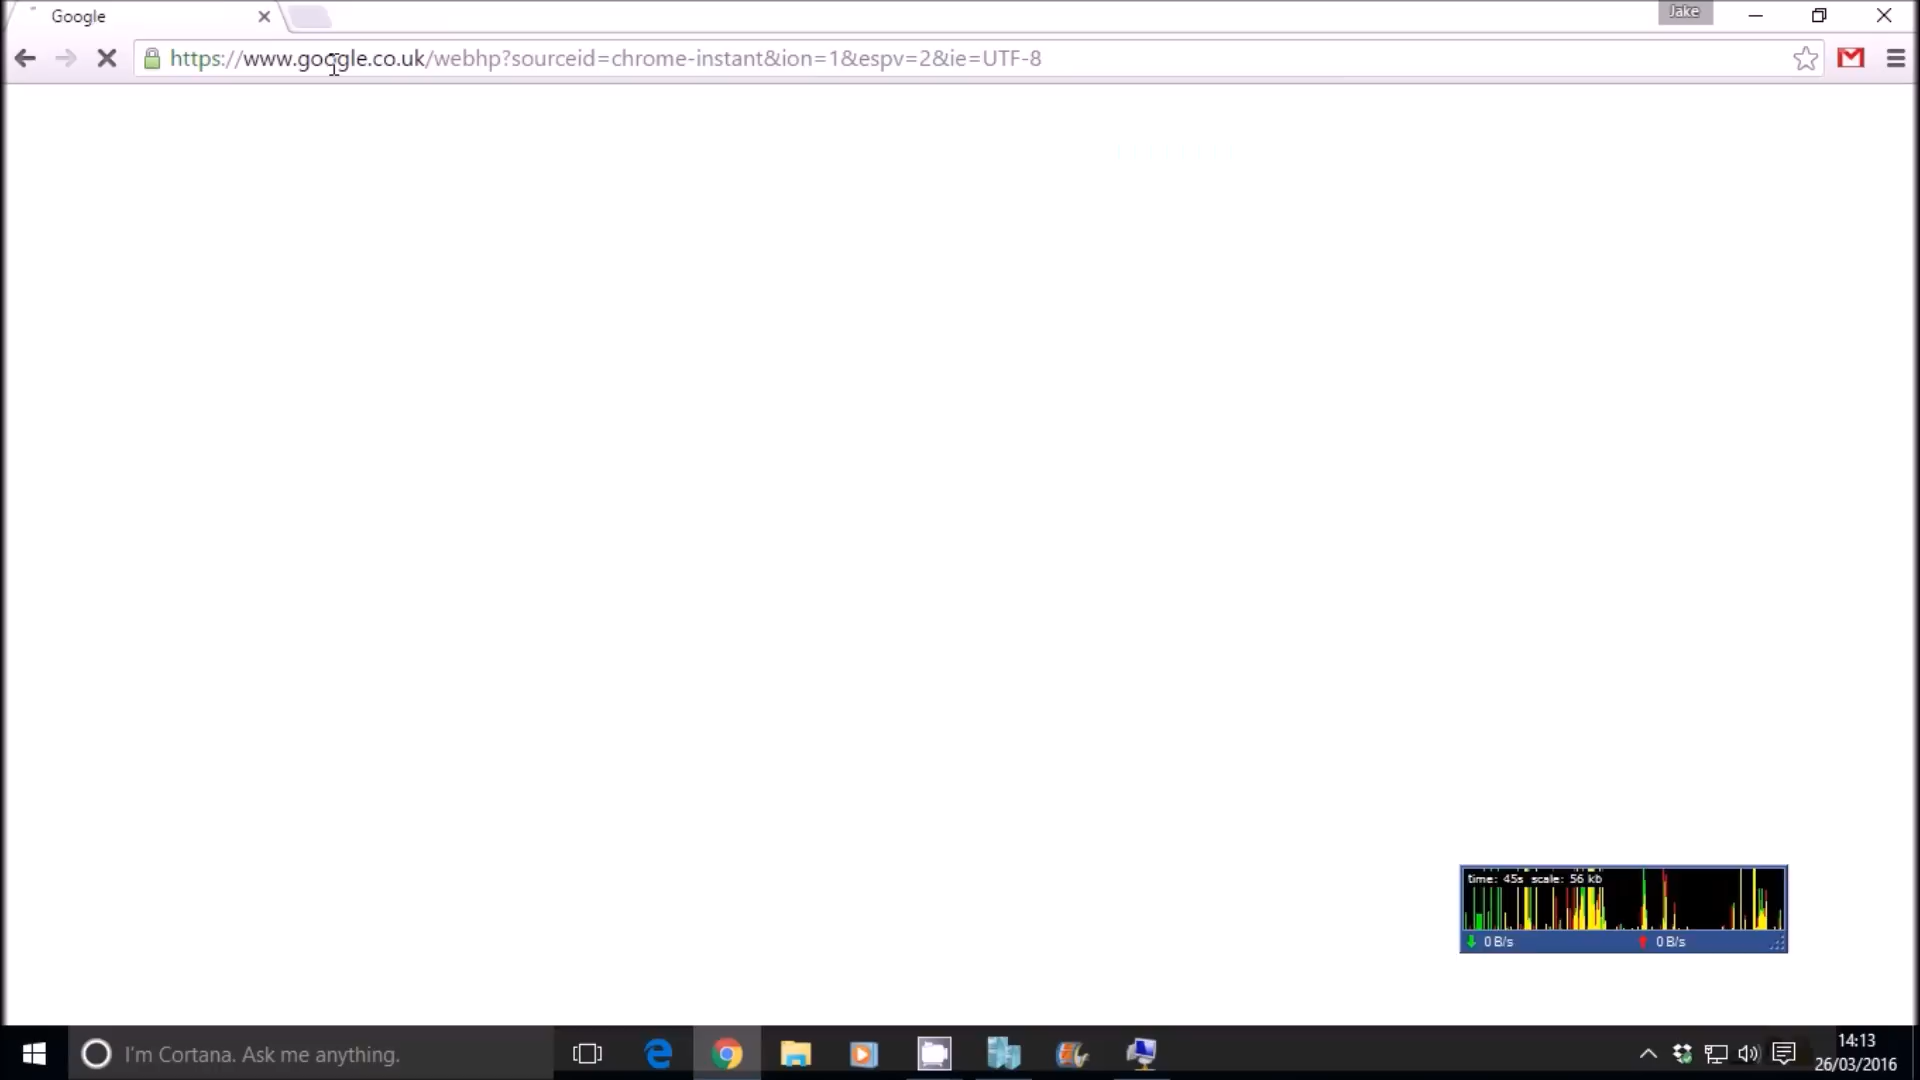 Google
Jake
https://www.google.co.uk/webhp?sourceid=chrome-instant&ion=1&espv=2&ie=UTF-8
time: 45s scale: 56 kb
0 B/s
0 B/s
I'm Cortana. Ask me anything.
14:13
26/03/2016